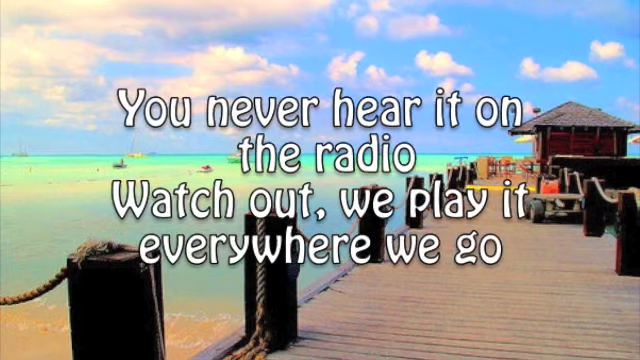 You never hear it on
the radio
Watch out, we play it
everywhere we go